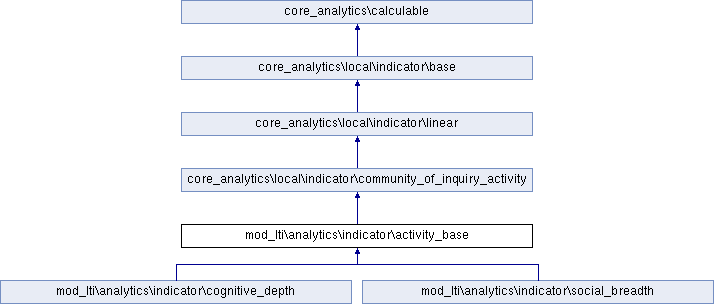 core_analytics\calculable
core_analytics\local\indicator\base
core_analytics\local\indicator\linear
core_analytics\local\indicator\community_of_inquiry_activity
mod_lti\analytics\indicator\activity_base
mod_lti\analytics\indicator\cognitive_depth
mod_lti\analytics\indicator\social_breadth